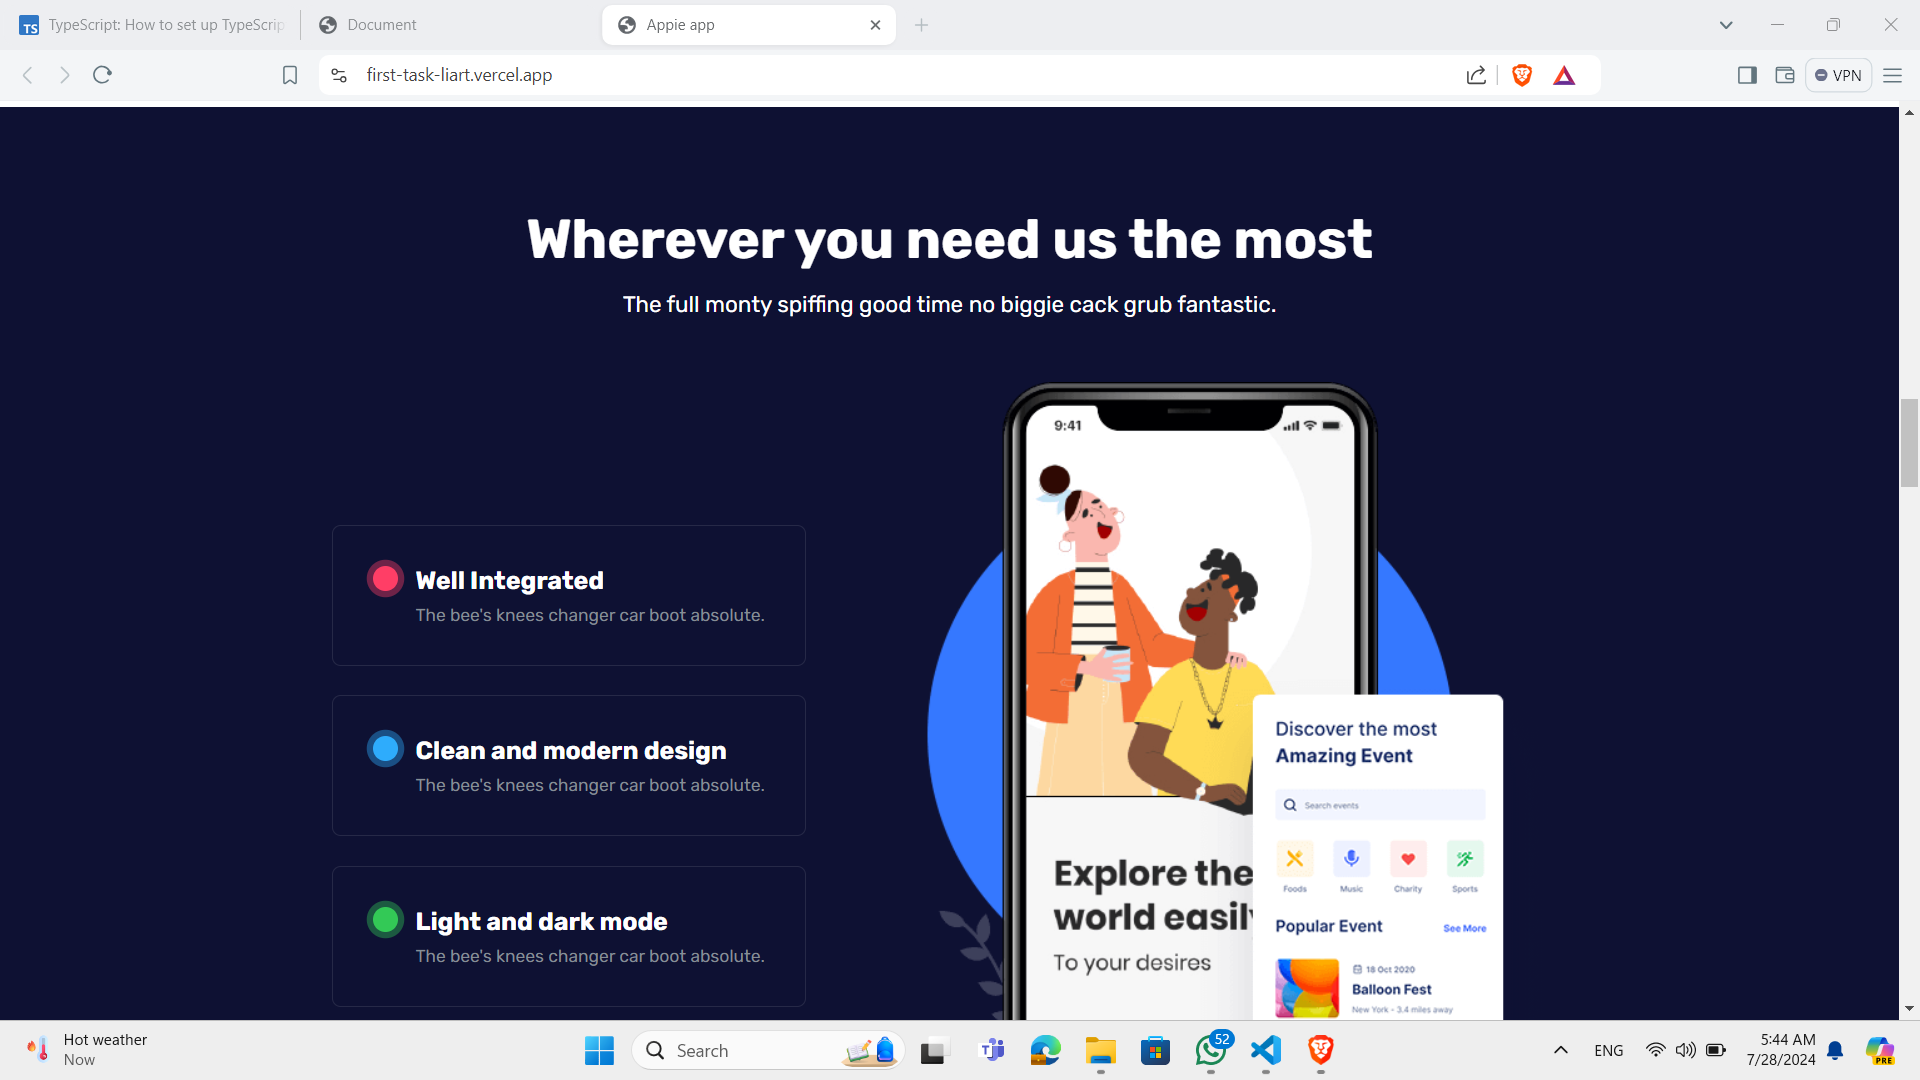 TypeScript: How to set up TypeScrip
Document
Appie app
first-task-liart.vercel.app
VPN
Wherever you need us the most
The full monty spiffing good time no biggie cack grub fantastic.
9:41
Well Integrated
The bee's knees changer car boot absolute.
Clean and modern design
The bee's knees changer car boot absolute.
Light and dark mode
The bee's knees changer car boot absolute.
Explore the
world easily
To your desires
Discover the most
Amazing Event
Search events
Foods Music Charity Sports
Popular Event See More
18 Oct 2020
Balloon Fest
New York - 3.4 miles away
Hot weather
Now
Search
52
ENG
5:44 AM
7/28/2024
PRE